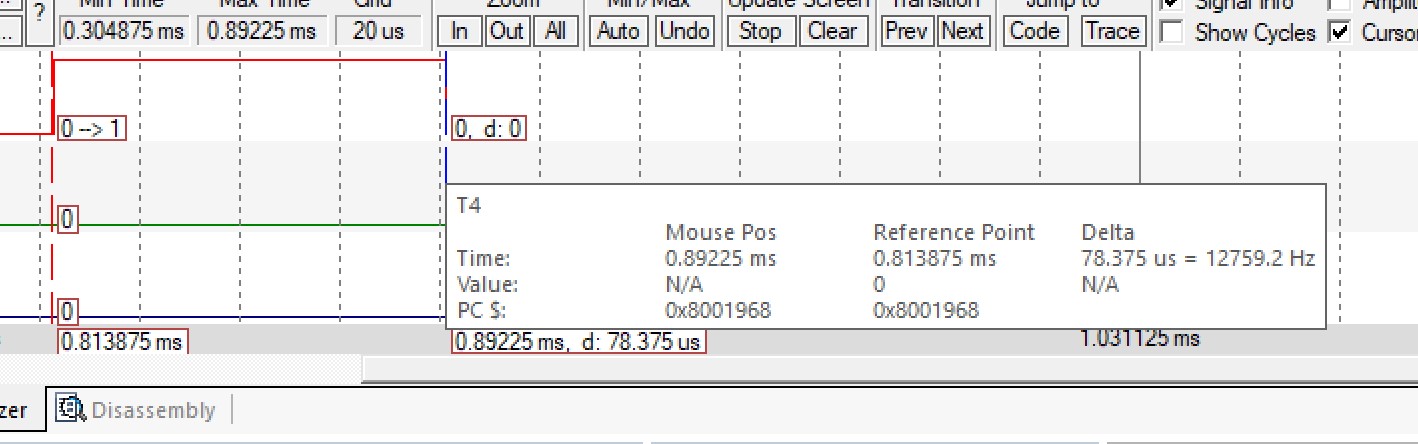 Min Time Max Time Grid Zoom Min/Max Update Screen Transition Jump to Signal Info
... ? 0.304875 ms 0.89225 ms 20 us In Out All Auto Undo Stop Clear Prev Next Code Trace Show Cycles Cursor
0 --> 1 0, d: 0
T4
0
Mouse Pos Reference Point Delta
Time: 0.89225 ms 0.813875 ms 78.375 us = 12759.2 Hz
Value: N/A 0 N/A
0 PC $: 0x8001968 0x8001968
0.813875 ms 0.89225 ms, d: 78.375 us 1.031125 ms
zer Disassembly